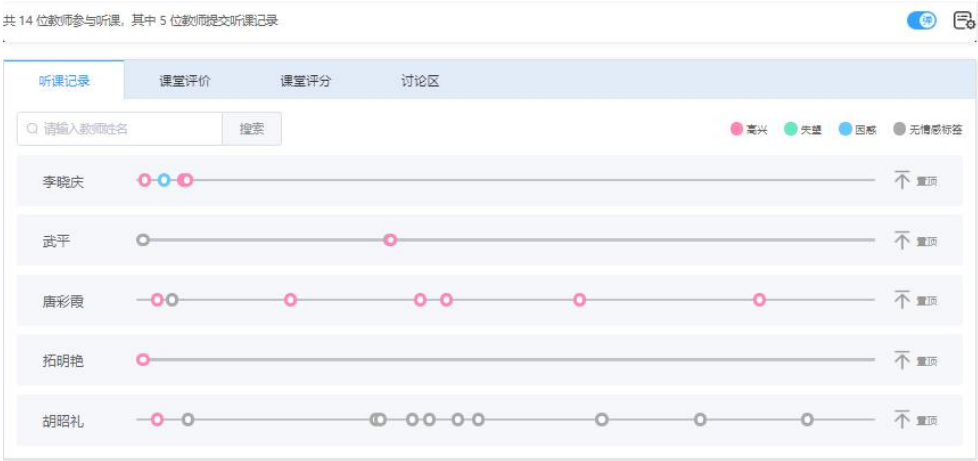 共 14 位教师参与听课，其中 5 位教师提交听课记录
弹
听课记录 课堂评价 课堂评分 讨论区
请输入教师姓名 搜索 高兴 失望 困惑 无情感标签
李晓庆 置顶
武平 置顶
唐彩霞 置顶
拓明艳 置顶
胡昭礼 置顶